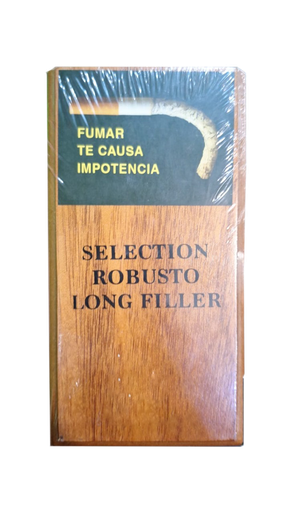 FUMAR
TE CAUSA
IMPOTENCIA
SELECTION
ROBUSTO
LONG FILLER